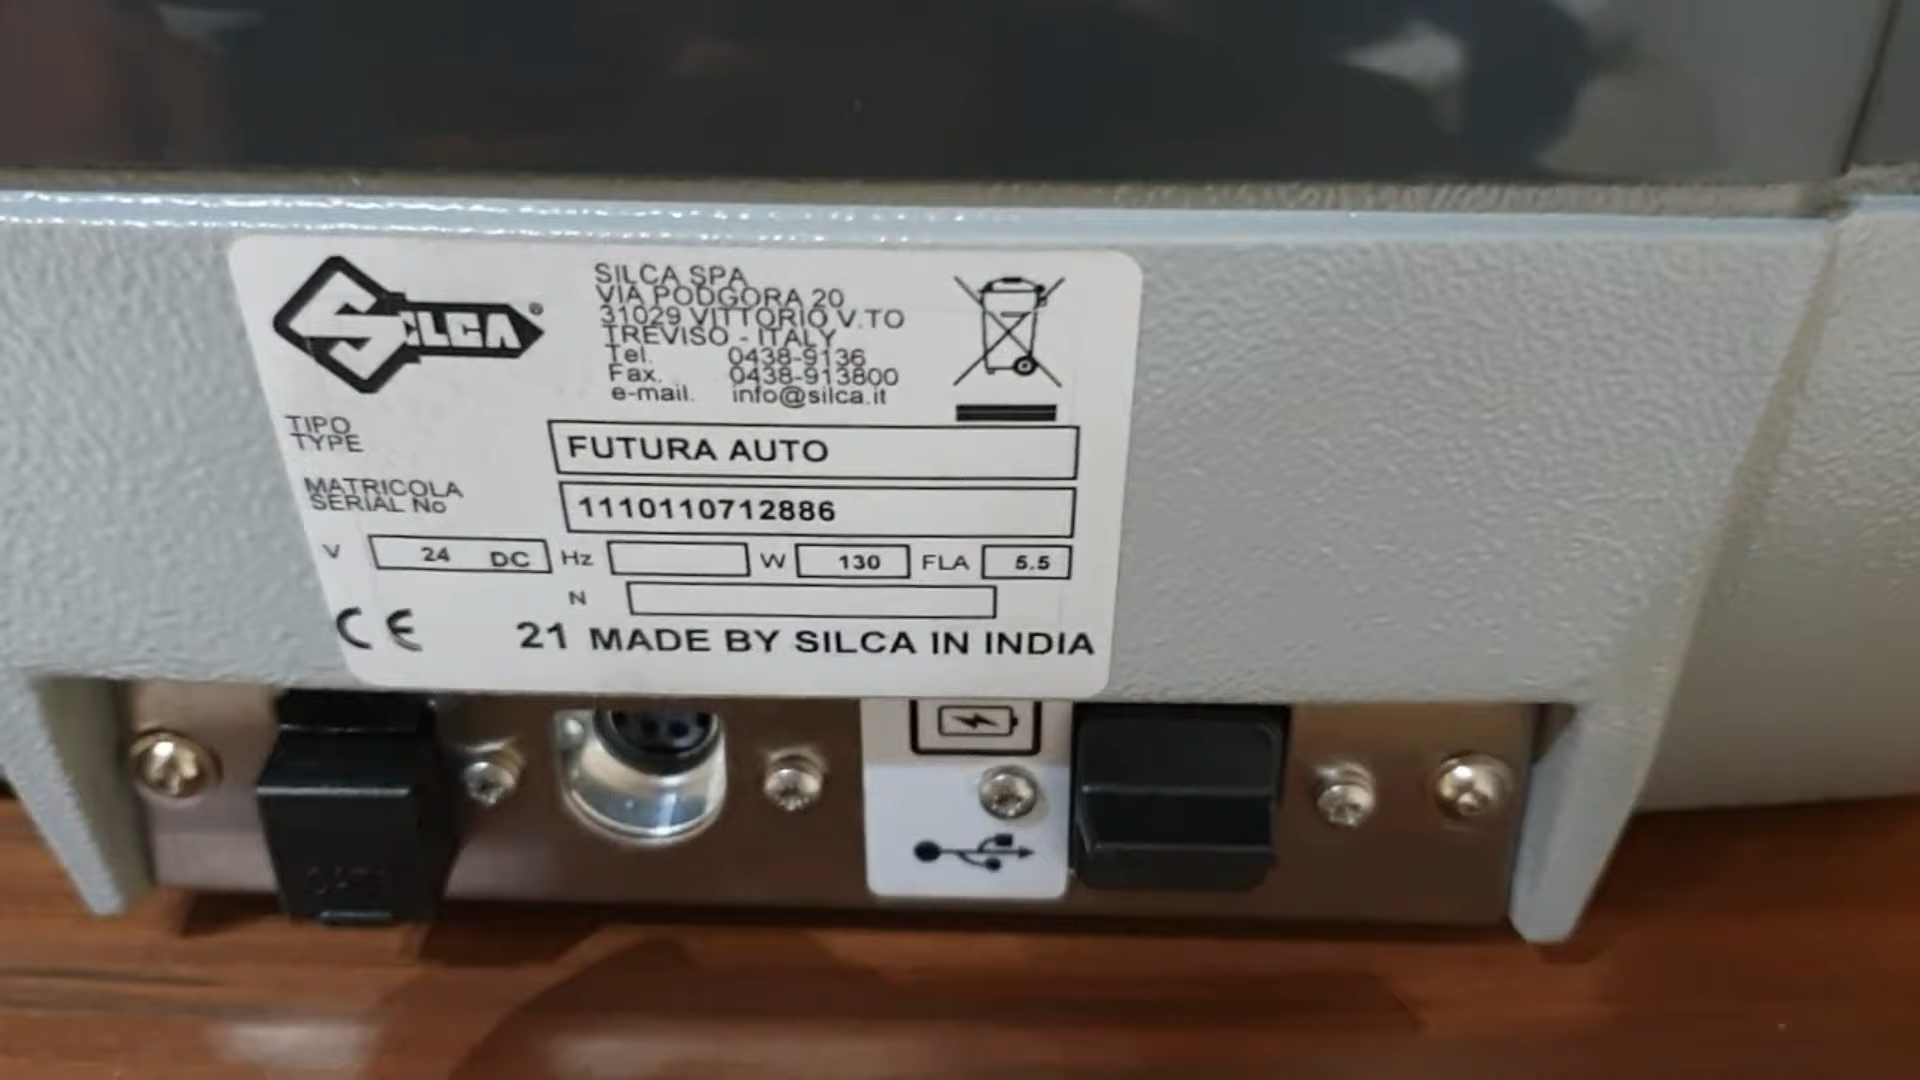 SILCA®
SILCA SPA
VIA PODGORA 20
31029 VITTORIO V.TO
TREVISO - ITALY
Tel. 0438-9136
Fax. 0438-913800
e-mail. info@silca.it
TIPO
TYPE
FUTURA AUTO
MATRICOLA
SERIAL No
1110110712886
V 24 DC Hz W 130 FLA 5.5
N
CE 21 MADE BY SILCA IN INDIA